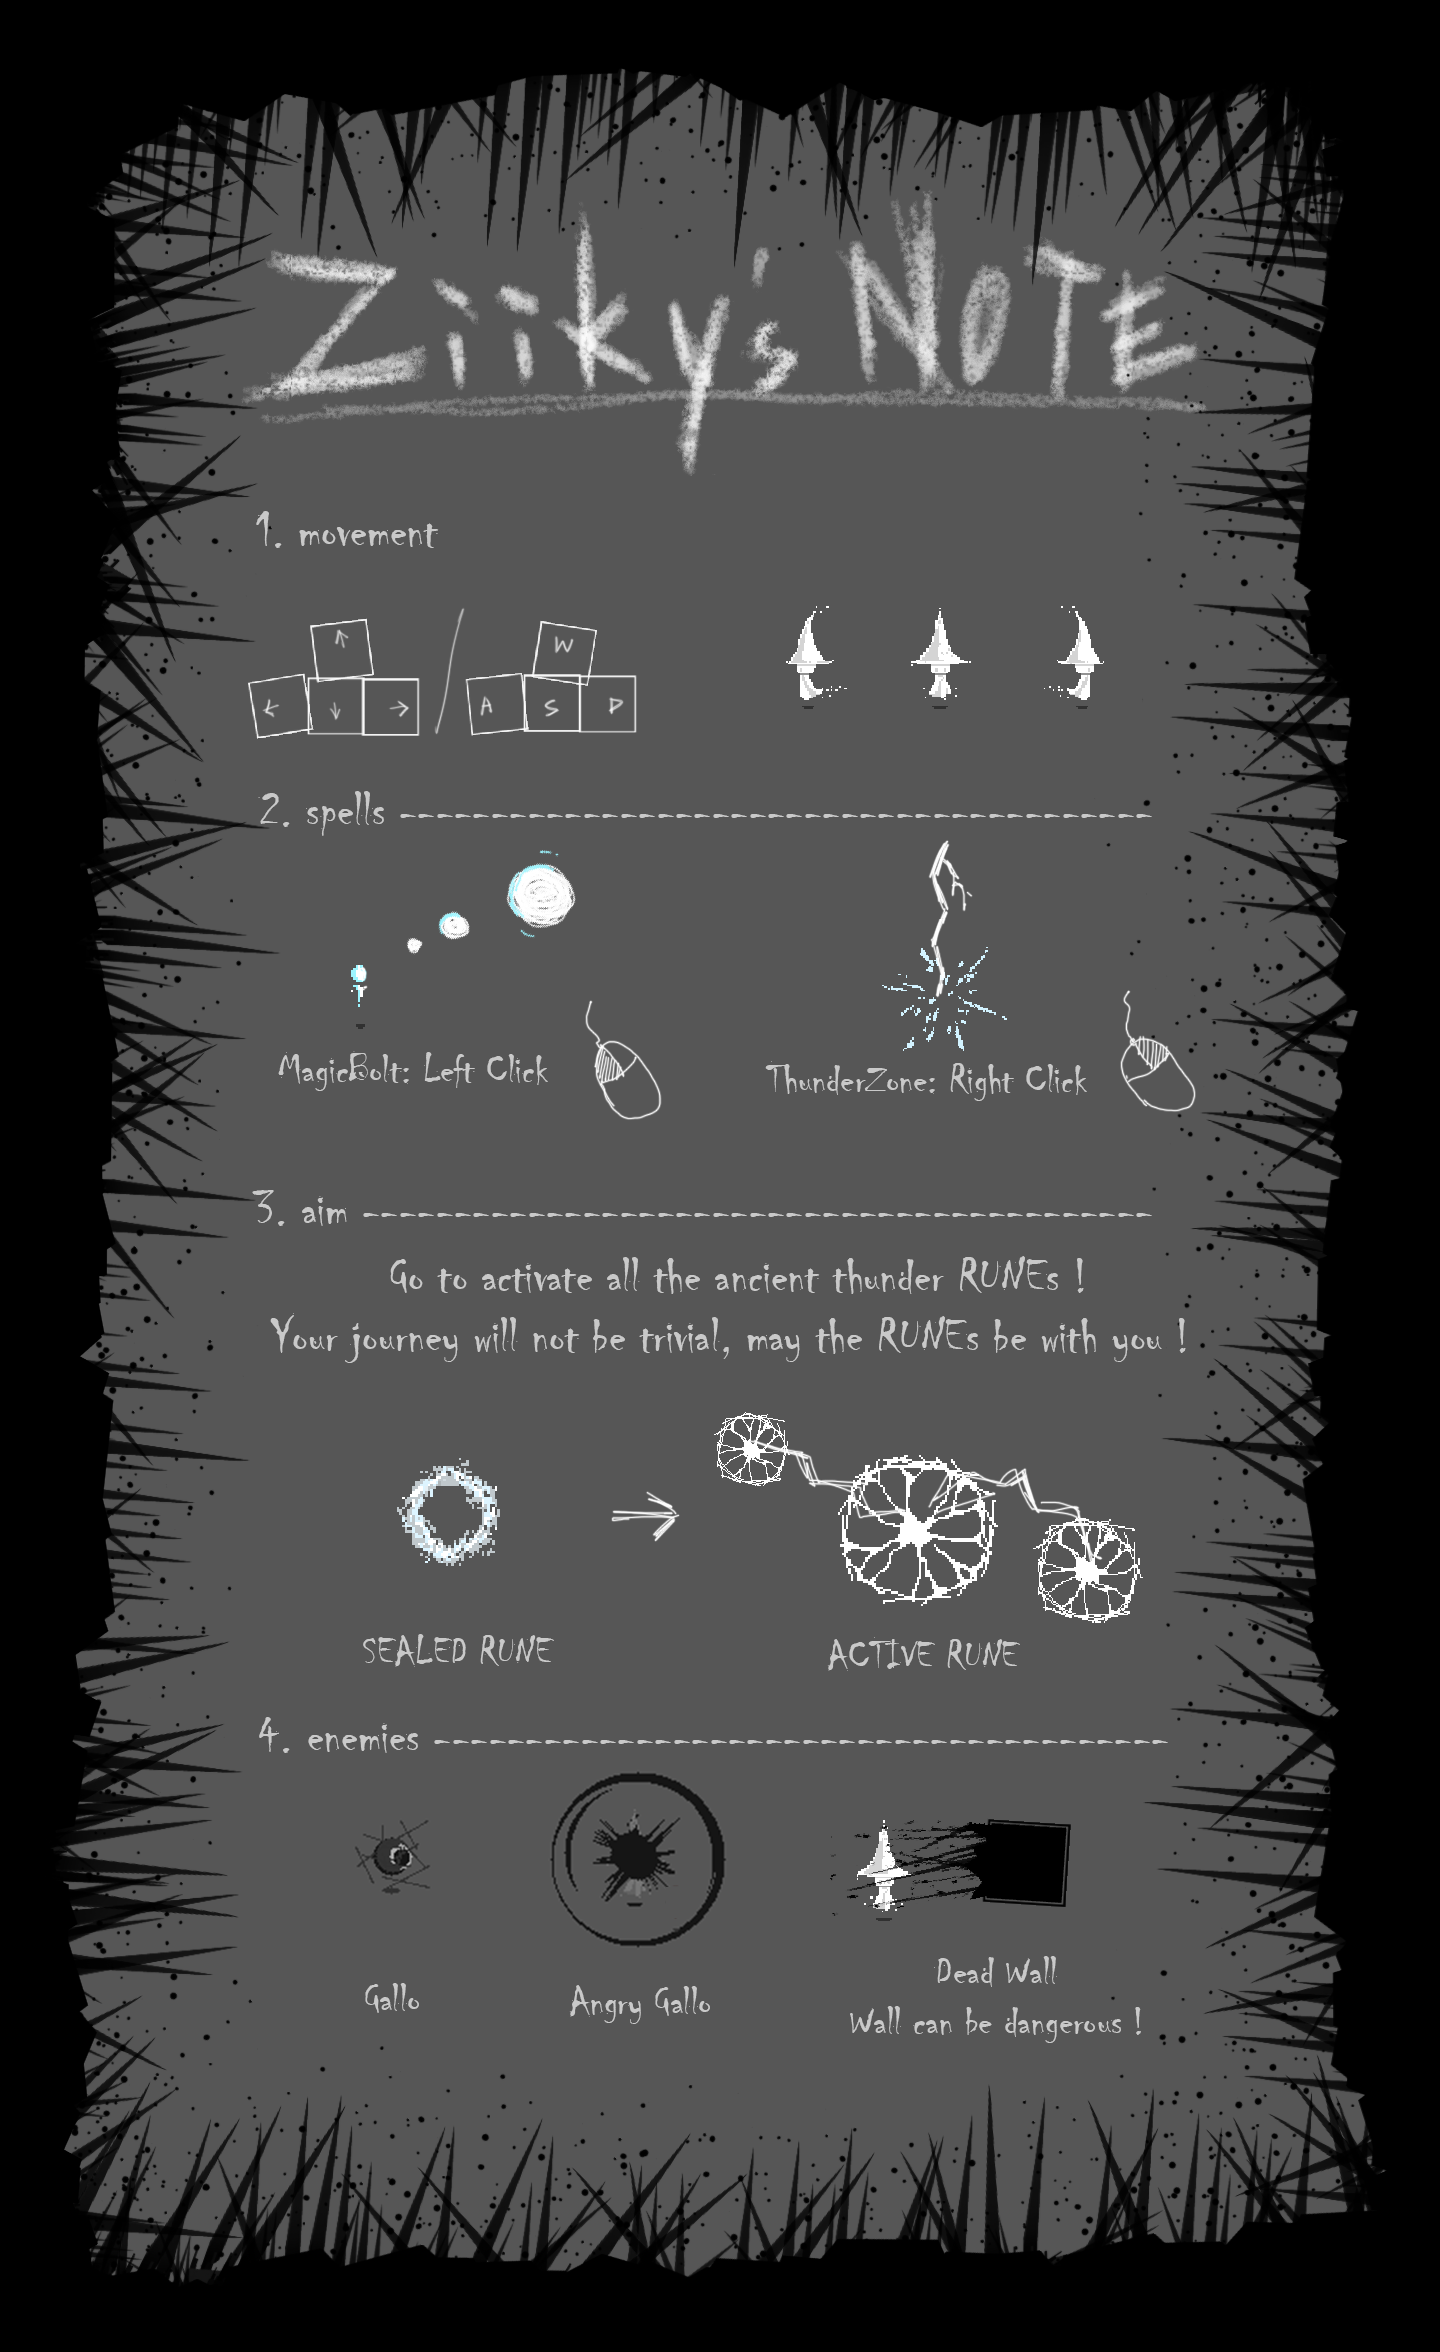 Ziiky's NOTE
1. movement
↑ W
← ↓ → / A S D
2. spells ----------------------------------------
MagicBolt: Left Click
ThunderZone: Right Click
3. aim ------------------------------------------
Go to activate all the ancient thunder RUNEs !
Your journey will not be trivial, may the RUNEs be with you !
SEALED RUNE
ACTIVE RUNE
4. enemies ---------------------------------------
Gallo
Angry Gallo
Dead Wall
Wall can be dangerous !